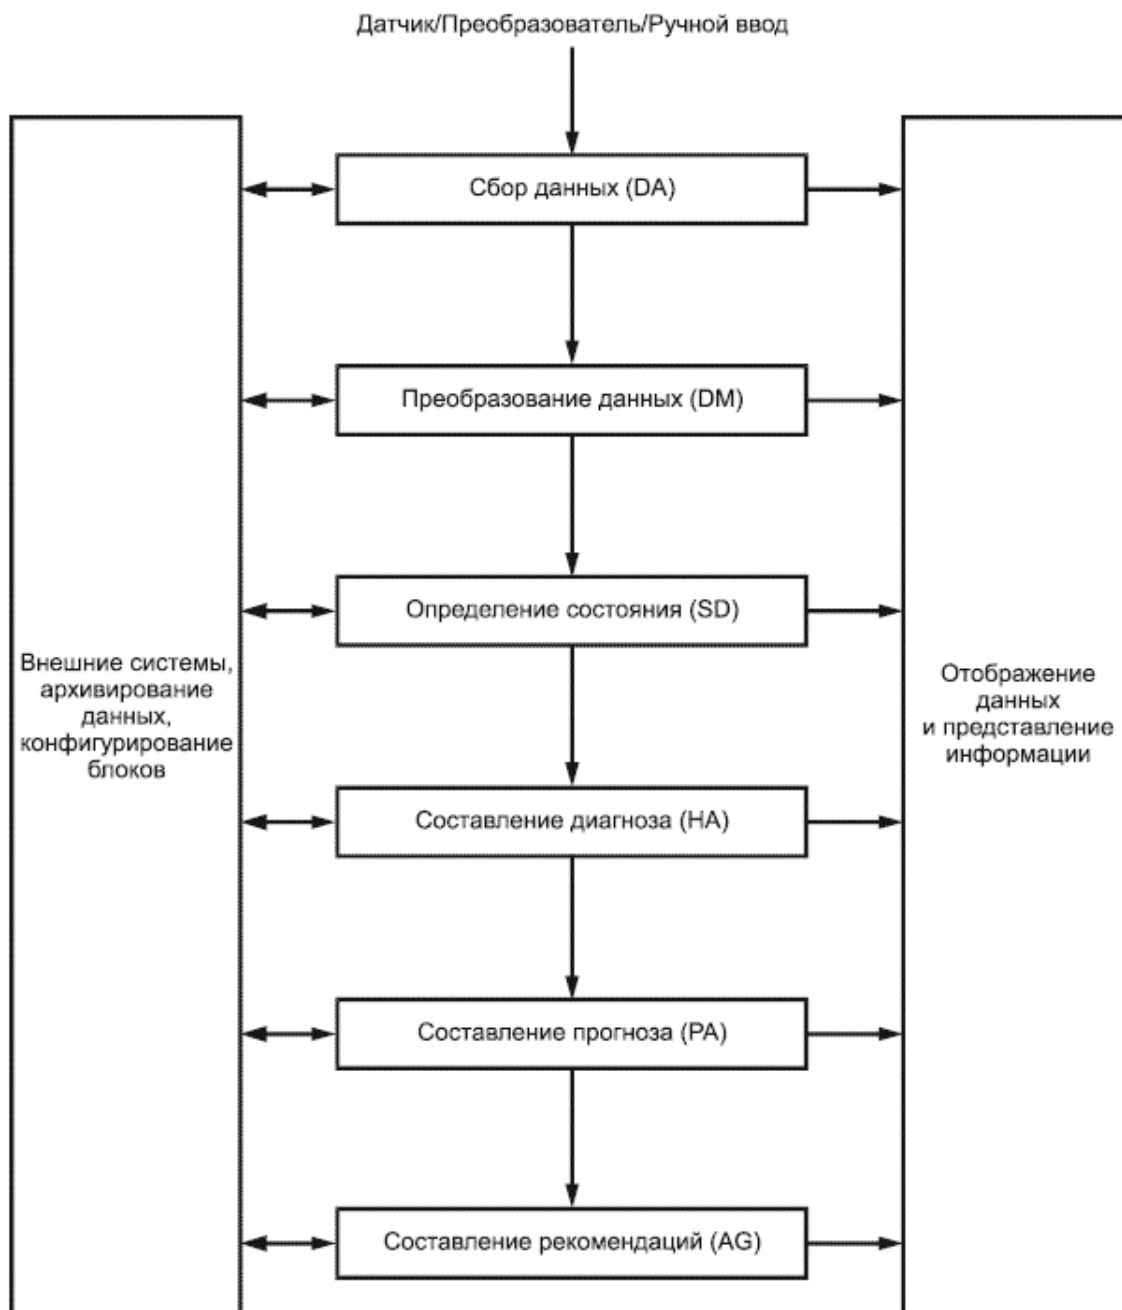 Датчик/Преобразователь/Ручной ввод
Сбор данных (DA)
Преобразование данных (DM)
Определение состояния (SD)
Внешние системы,
архивирование
данных,
конфигурирование
блоков
Отображение
данных
и представление
информации
Составление диагноза (HA)
Составление прогноза (PA)
Составление рекомендаций (AG)